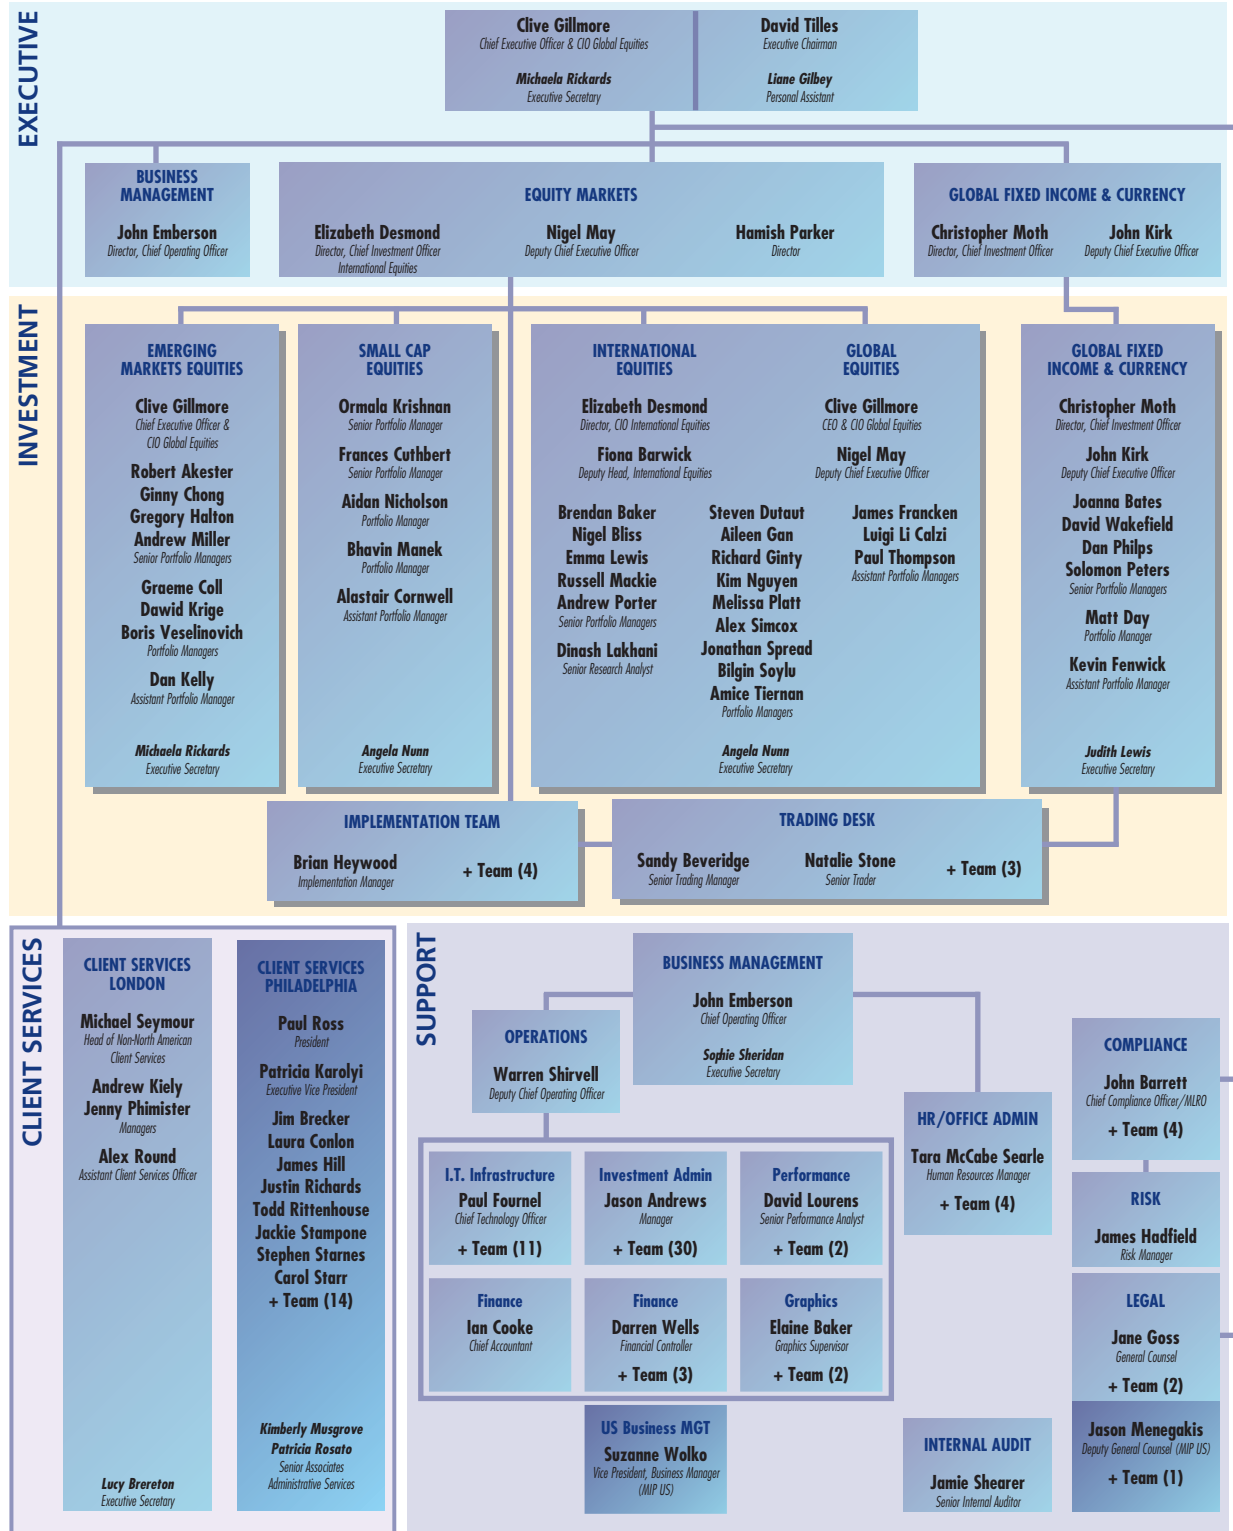 EXECUTIVE
Clive Gillmore
Chief Executive Officer & CIO Global Equities
Michaela Rickards
Executive Secretary
David Tilles
Executive Chairman
Liane Gilbey
Personal Assistant
BUSINESS
MANAGEMENT
John Emberson
Director, Chief Operating Officer
EQUITY MARKETS
Elizabeth Desmond
Director, Chief Investment Officer
International Equities
Nigel May
Deputy Chief Executive Officer
Hamish Parker
Director
GLOBAL FIXED INCOME & CURRENCY
Christopher Moth
Director, Chief Investment Officer
John Kirk
Deputy Chief Executive Officer
INVESTMENT
EMERGING
MARKETS EQUITIES
Clive Gillmore
Chief Executive Officer &
CIO Global Equities
Robert Akester
Ginny Chong
Gregory Halton
Andrew Miller
Senior Portfolio Managers
Graeme Coll
Dawid Krige
Boris Veselinovich
Portfolio Managers
Dan Kelly
Assistant Portfolio Manager
Michaela Rickards
Executive Secretary
SMALL CAP
EQUITIES
Ormala Krishnan
Senior Portfolio Manager
Frances Cuthbert
Senior Portfolio Manager
Aidan Nicholson
Portfolio Manager
Bhavin Manek
Portfolio Manager
Alastair Cornwell
Assistant Portfolio Manager
Angela Nunn
Executive Secretary
INTERNATIONAL
EQUITIES
Elizabeth Desmond
Director, CIO International Equities
Fiona Barwick
Deputy Head, International Equities
Brendan Baker
Nigel Bliss
Emma Lewis
Russell Mackie
Andrew Porter
Senior Portfolio Managers
Dinash Lakhani
Senior Research Analyst
Steven Dutaut
Aileen Gan
Richard Ginty
Kim Nguyen
Melissa Platt
Alex Simcox
Jonathan Spread
Bilgin Soylu
Amice Tiernan
Portfolio Managers
Angela Nunn
Executive Secretary
GLOBAL
EQUITIES
Clive Gillmore
CEO & CIO Global Equities
Nigel May
Deputy Chief Executive Officer
James Francken
Luigi Li Calzi
Paul Thompson
Assistant Portfolio Managers
GLOBAL FIXED
INCOME & CURRENCY
Christopher Moth
Director, Chief Investment Officer
John Kirk
Deputy Chief Executive Officer
Joanna Bates
David Wakefield
Dan Philps
Solomon Peters
Senior Portfolio Managers
Matt Day
Portfolio Manager
Kevin Fenwick
Assistant Portfolio Manager
Judith Lewis
Executive Secretary
IMPLEMENTATION TEAM
Brian Heywood
Implementation Manager
+ Team (4)
TRADING DESK
Sandy Beveridge
Senior Trading Manager
Natalie Stone
Senior Trader
+ Team (3)
CLIENT SERVICES
CLIENT SERVICES
LONDON
Michael Seymour
Head of Non-North American
Client Services
Andrew Kiely
Jenny Phimister
Managers
Alex Round
Assistant Client Services Officer
Lucy Brereton
Executive Secretary
CLIENT SERVICES
PHILADELPHIA
Paul Ross
President
Patricia Karolyi
Executive Vice President
Jim Brecker
Laura Conlon
James Hill
Justin Richards
Todd Rittenhouse
Jackie Stampone
Stephen Starnes
Carol Starr
+ Team (14)
Kimberly Musgrove
Patricia Rosato
Senior Associates
Administrative Services
SUPPORT
BUSINESS MANAGEMENT
John Emberson
Chief Operating Officer
Sophie Sheridan
Executive Secretary
OPERATIONS
Warren Shirvell
Deputy Chief Operating Officer
I.T. Infrastructure
Paul Fournel
Chief Technology Officer
+ Team (11)
Investment Admin
Jason Andrews
Manager
+ Team (30)
Performance
David Lourens
Senior Performance Analyst
+ Team (2)
Finance
Ian Cooke
Chief Accountant
Finance
Darren Wells
Financial Controller
+ Team (3)
Graphics
Elaine Baker
Graphics Supervisor
+ Team (2)
US Business MGT
Suzanne Wolko
Vice President, Business Manager
(MIP US)
HR/OFFICE ADMIN
Tara McCabe Searle
Human Resources Manager
+ Team (4)
INTERNAL AUDIT
Jamie Shearer
Senior Internal Auditor
COMPLIANCE
John Barrett
Chief Compliance Officer/MLRO
+ Team (4)
RISK
James Hadfield
Risk Manager
LEGAL
Jane Goss
General Counsel
+ Team (2)
Jason Menegakis
Deputy General Counsel (MIP US)
+ Team (1)